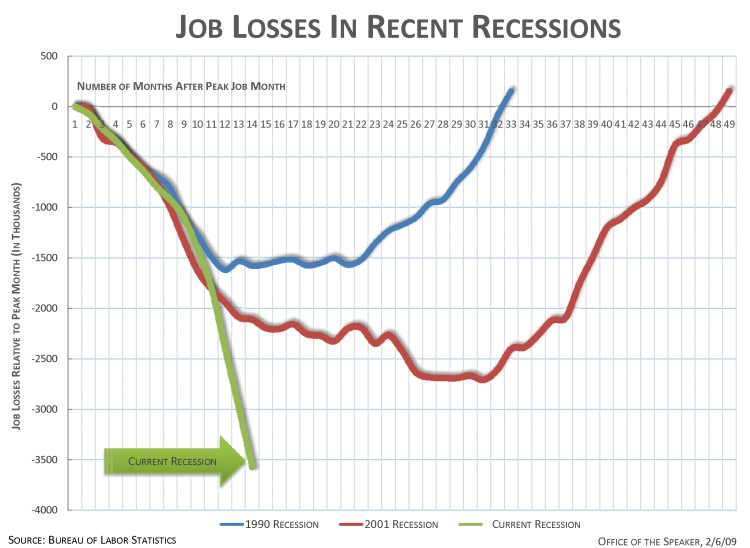 JOB LOSSES IN RECENT RECESSIONS
500
NUMBER OF MONTHS AFTER PEAK JOB MONTH
0
1 2 3 4 5 6 7 8 9 10 11 12 13 14 15 16 17 18 19 20 21 22 23 24 25 26 27 28 29 30 31 32 33 34 35 36 37 38 39 40 41 42 43 44 45 46 47 48 49
-500
-1000
-1500
-2000
-2500
-3000
-3500
-4000
JOB LOSSES RELATIVE TO PEAK MONTH (IN THOUSANDS)
CURRENT RECESSION
1990 RECESSION 2001 RECESSION CURRENT RECESSION
SOURCE: BUREAU OF LABOR STATISTICS
OFFICE OF THE SPEAKER, 2/6/09